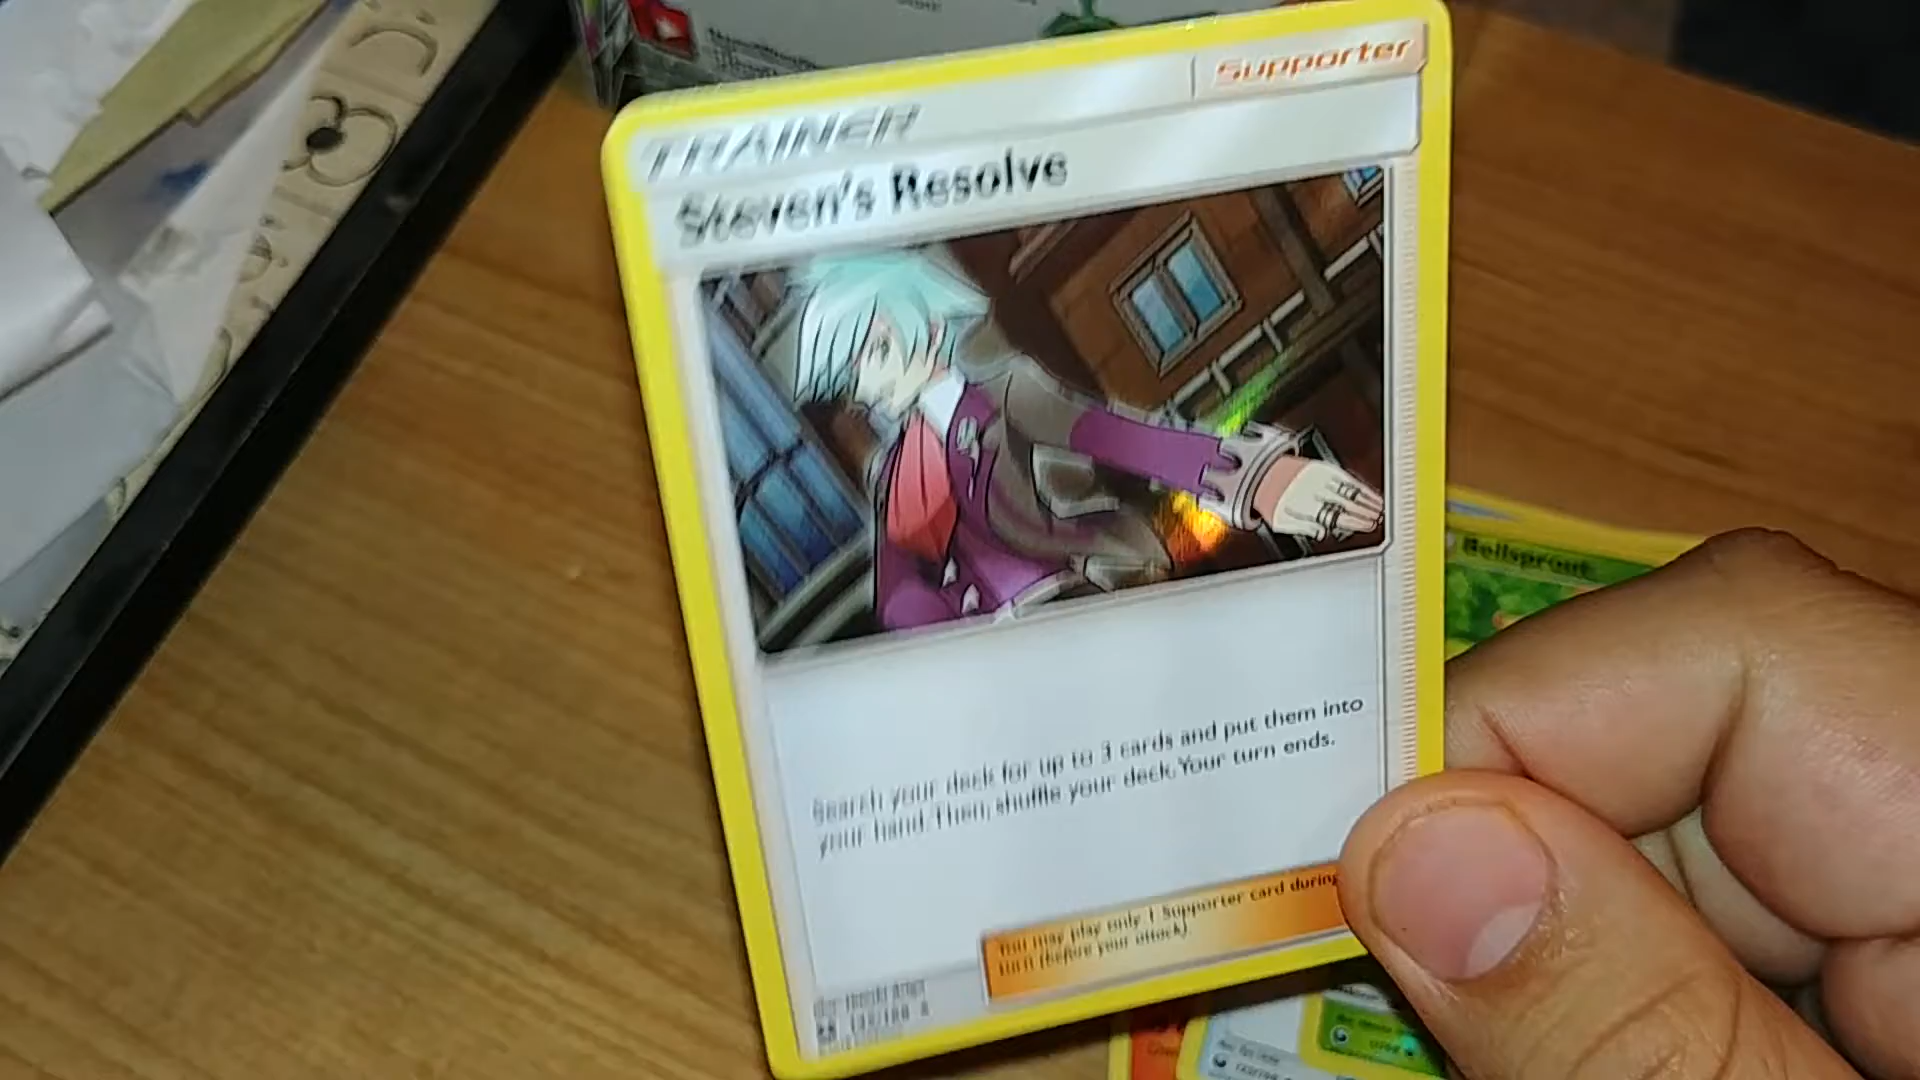 Supporter
TRAINER
Steven's Resolve
Search your deck for up to 3 cards and put them into
your hand. Then, shuffle your deck. Your turn ends.
You may play only 1 Supporter card during
turn (before your attack).
Bellsprout